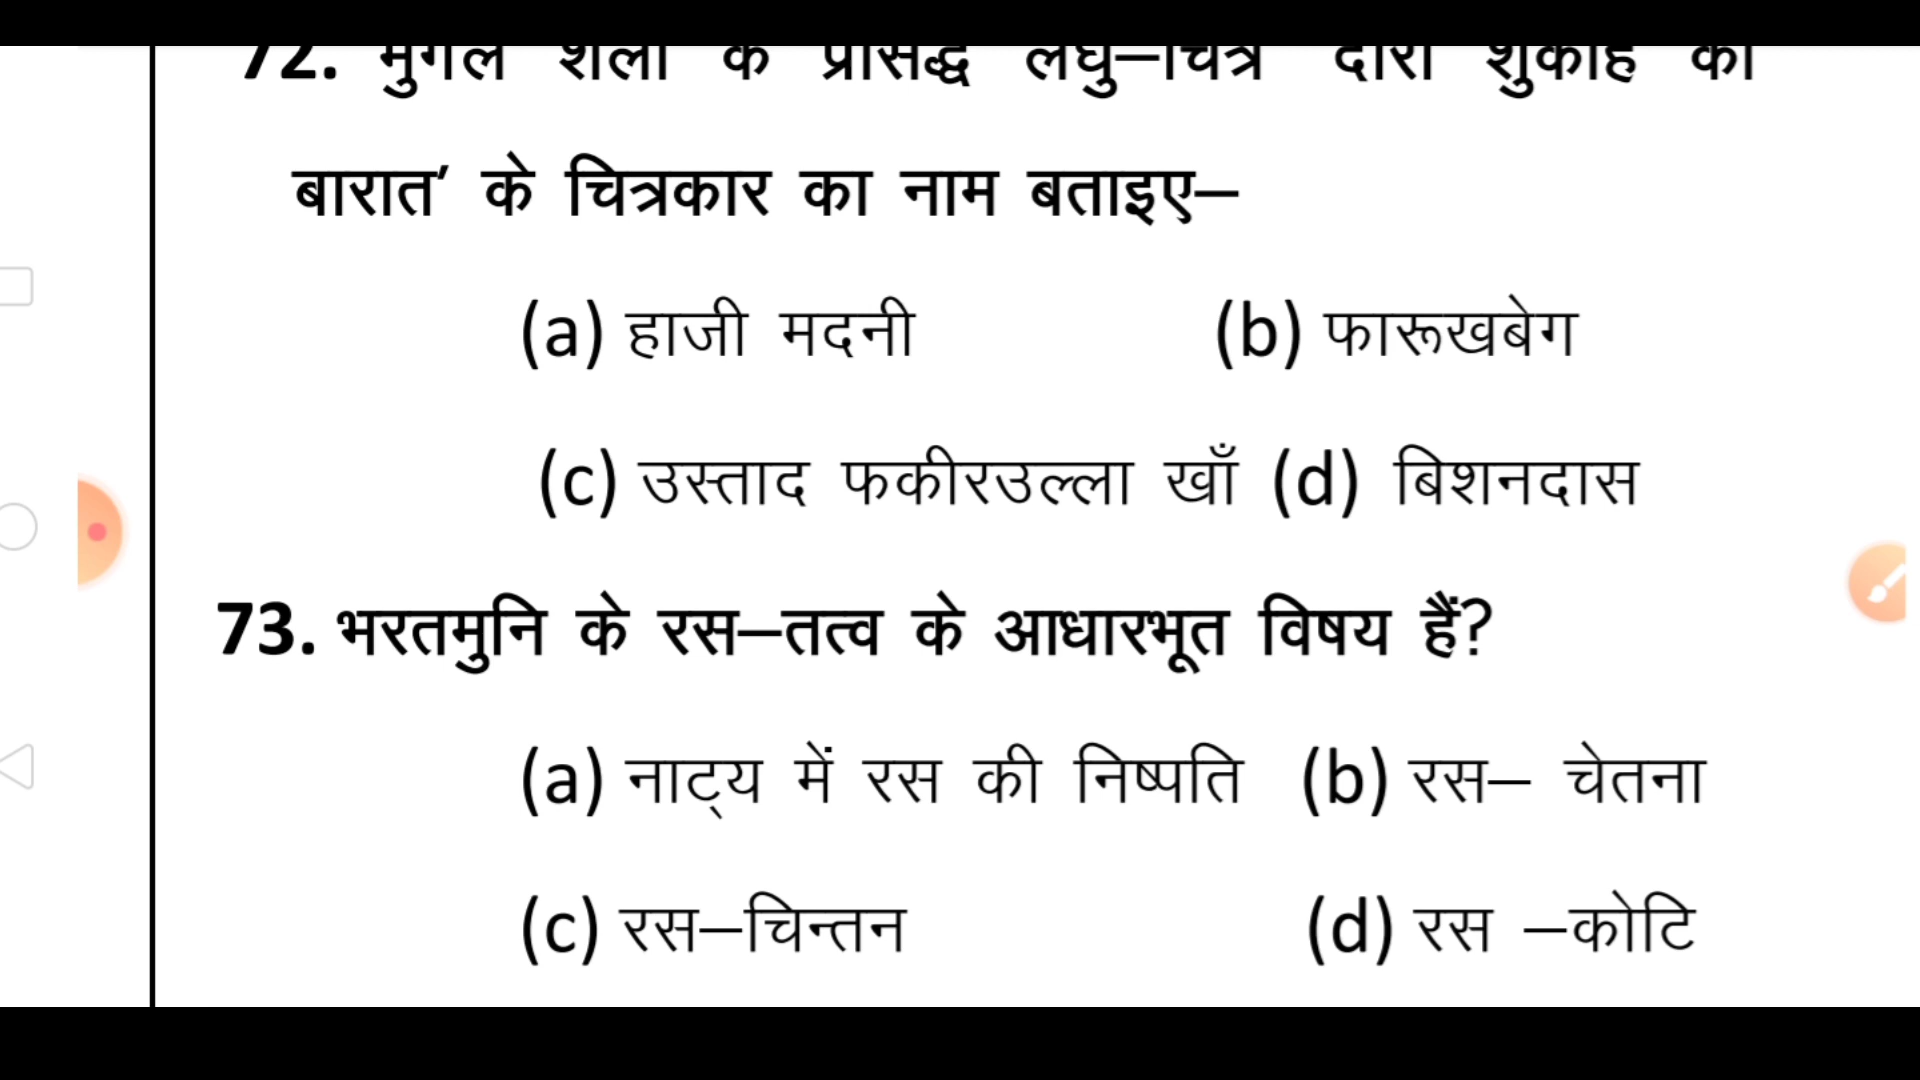 72. मुगल शैली के प्रसिद्ध लघु–चित्र दारा शुकोह की
बारात’ के चित्रकार का नाम बताइए–
(a) हाजी मदनी (b) फारूखबेग
(c) उस्ताद फकीरउल्ला खाँ (d) बिशनदास
73. भरतमुनि के रस–तत्व के आधारभूत विषय हैं?
(a) नाट्य में रस की निष्पति (b) रस– चेतना
(c) रस–चिन्तन (d) रस –कोटि